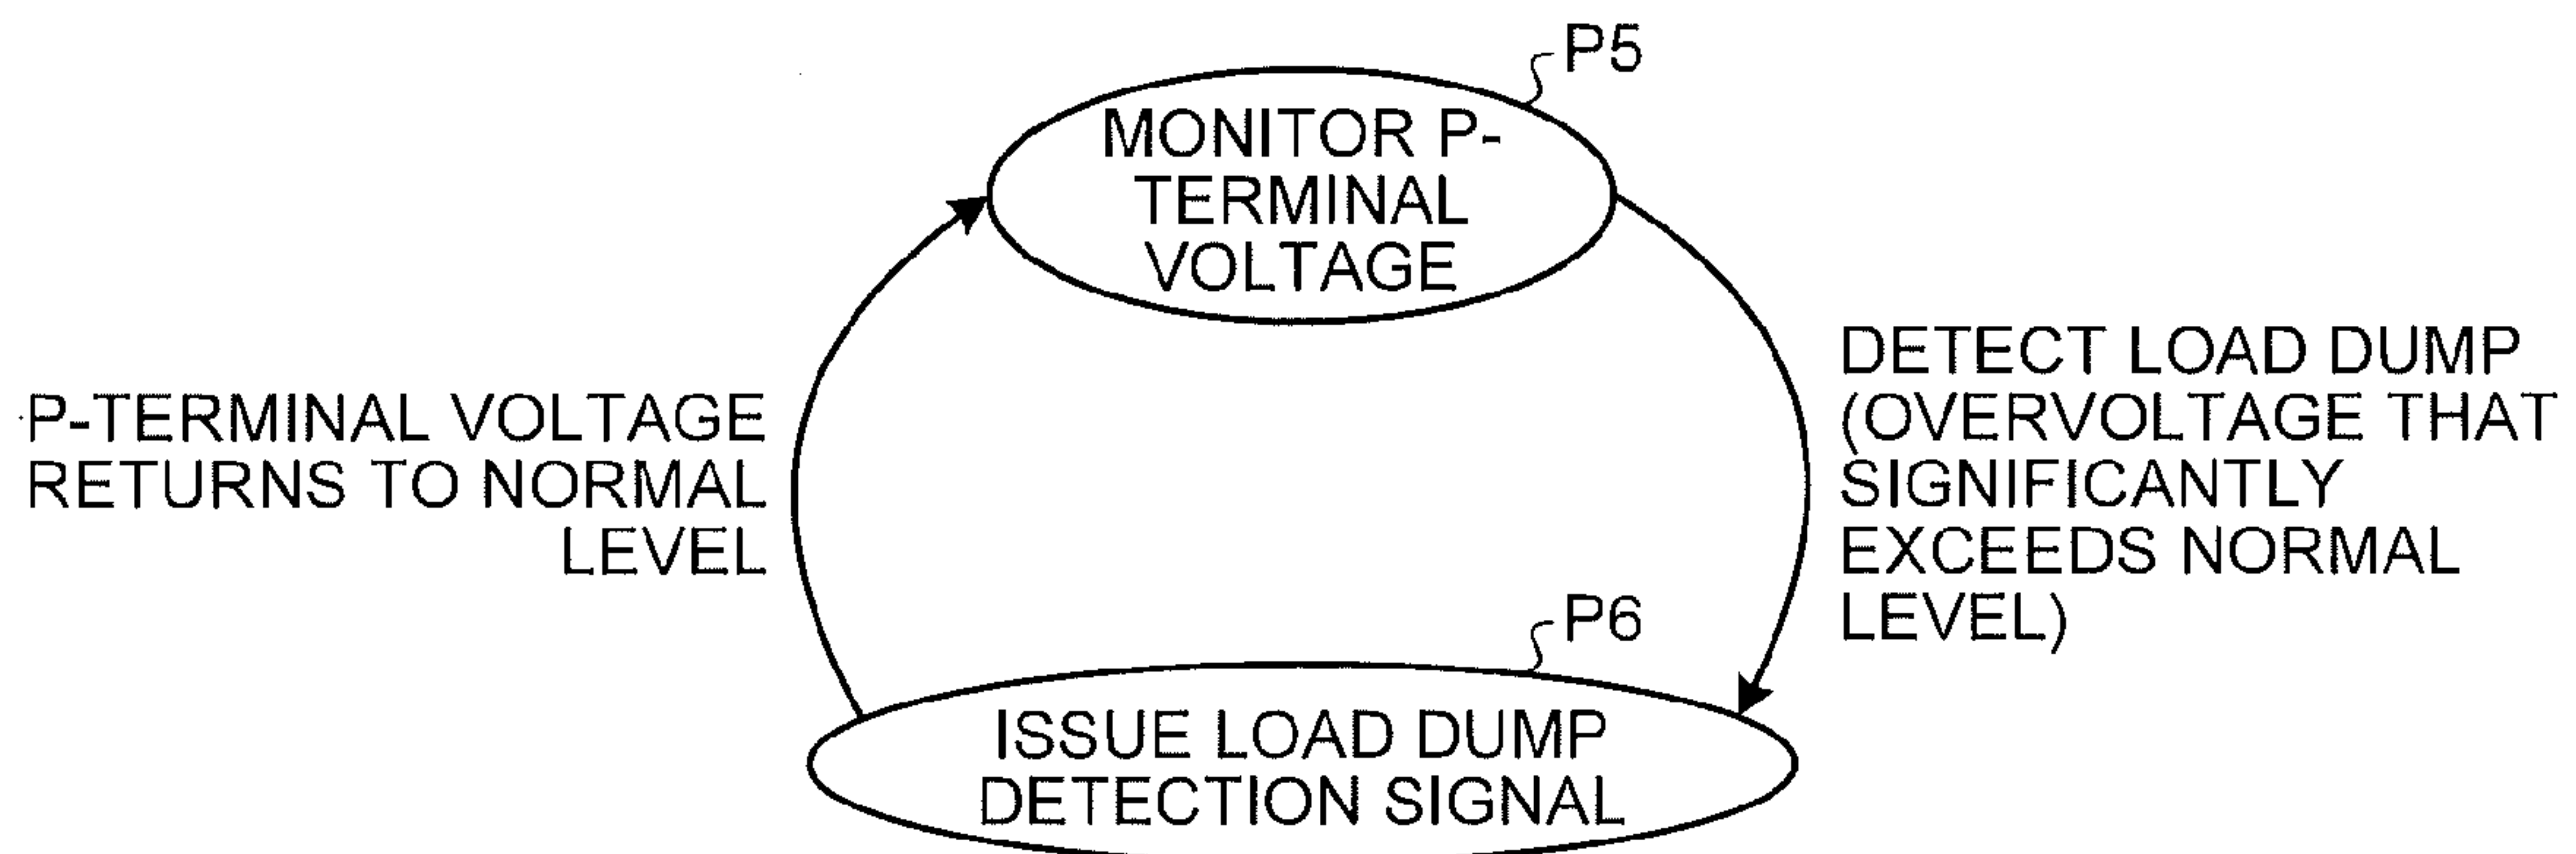 P5
MONITOR P-
TERMINAL
VOLTAGE
DETECT LOAD DUMP
(OVERVOLTAGE THAT
SIGNIFICANTLY
EXCEEDS NORMAL
LEVEL)
P-TERMINAL VOLTAGE
RETURNS TO NORMAL
LEVEL
P6
ISSUE LOAD DUMP
DETECTION SIGNAL